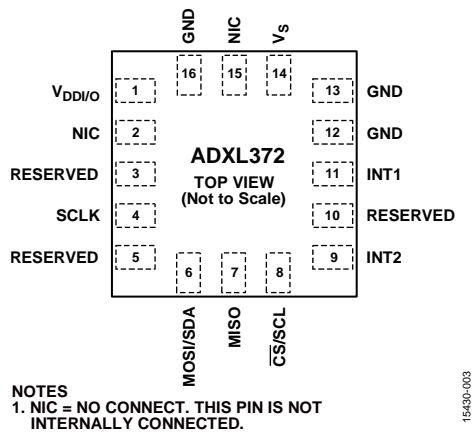 GND
NIC
VS
16
15
14
VDDI/O
1
13
GND
NIC
2
12
GND
ADXL372
RESERVED
3
11
INT1
TOP VIEW
(Not to Scale)
SCLK
4
10
RESERVED
RESERVED
5
9
INT2
6
7
8
MOSI/SDA
MISO
CS/SCL
NOTES
1. NIC = NO CONNECT. THIS PIN IS NOT
INTERNALLY CONNECTED.
15430-003